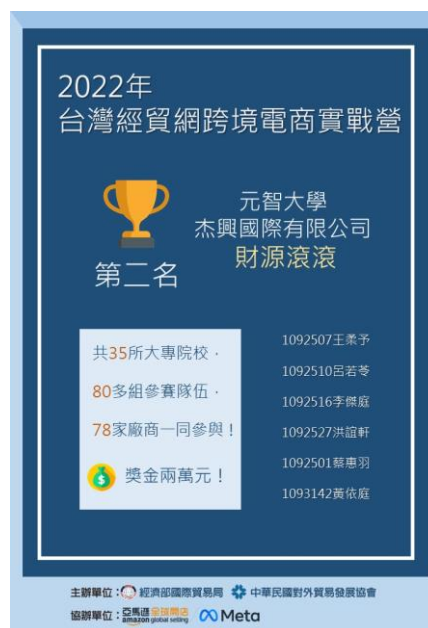 2022年
台灣經貿網跨境電商實戰營
第二名
元智大學
杰興國際有限公司
財源滾滾
共35所大專院校，
80多組參賽隊伍，
78家廠商一同參與！
獎金兩萬元！
1092507王柔予
1092510呂若苓
1092516李傑庭
1092527洪誼軒
1092501蔡惠羽
1093142黃依庭
主辦單位：經濟部國際貿易局 中華民國對外貿易發展協會
協辦單位：亞馬遜全球開店 amazon global selling Meta